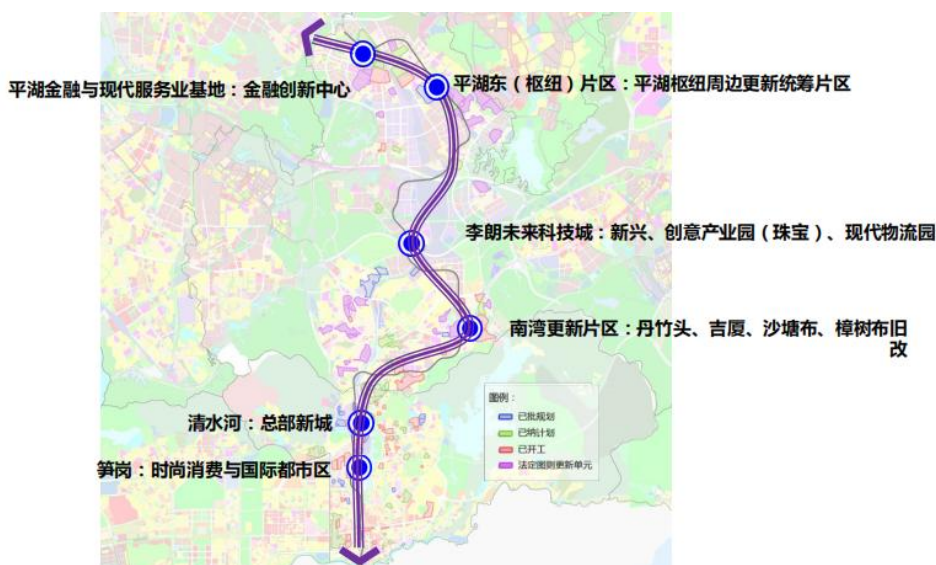 平湖金融与现代服务业基地：金融创新中心
平湖东（枢纽）片区：平湖枢纽周边更新统筹片区
李朗未来科技城：新兴、创意产业园（珠宝）、现代物流园
南湾更新片区：丹竹头、吉厦、沙塘布、樟树布旧
改
清水河：总部新城
笋岗：时尚消费与国际都市区
图例：
已批规划
已纳计划
已开工
法定图则更新单元